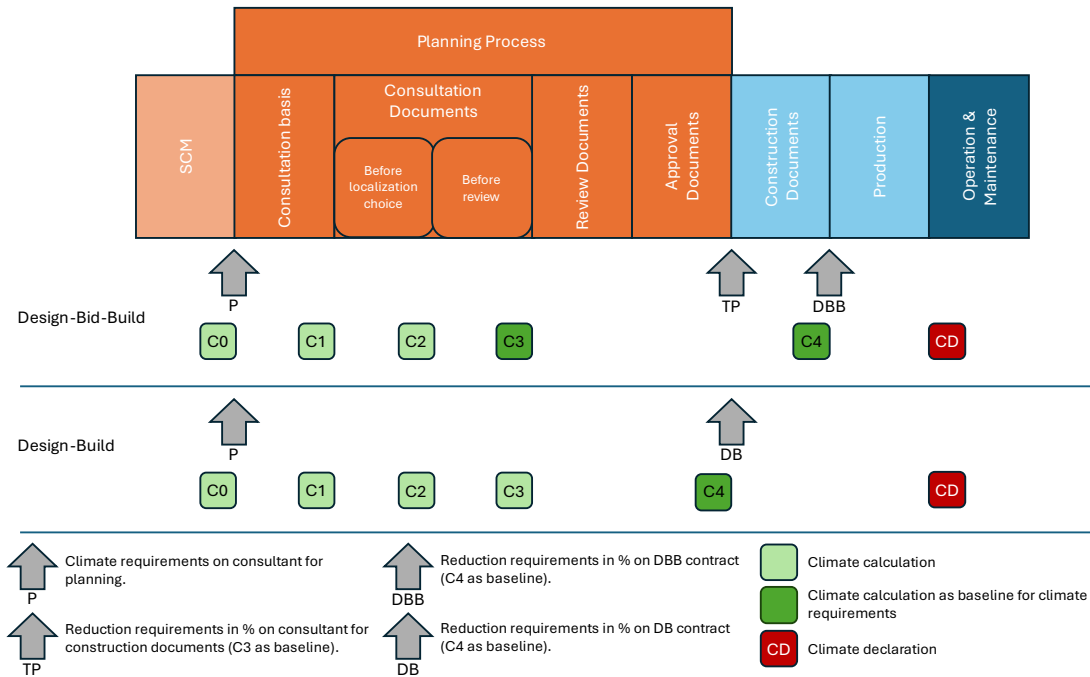 Planning Process
SCM
Consultation basis
Consultation
Documents
Before
localization
choice
Before
review
Review Documents
Approval
Documents
Construction
Documents
Production
Operation &
Maintenance
P
TP
DBB
Design-Bid-Build
C0
C1
C2
C3
C4
CD
P
DB
Design-Build
C0
C1
C2
C3
C4
CD
P
Climate requirements on consultant for
planning.
TP
Reduction requirements in % on consultant for
construction documents (C3 as baseline).
DBB
Reduction requirements in % on DBB contract
(C4 as baseline).
DB
Reduction requirements in % on DB contract
(C4 as baseline).
Climate calculation
Climate calculation as baseline for climate
requirements
CD
Climate declaration